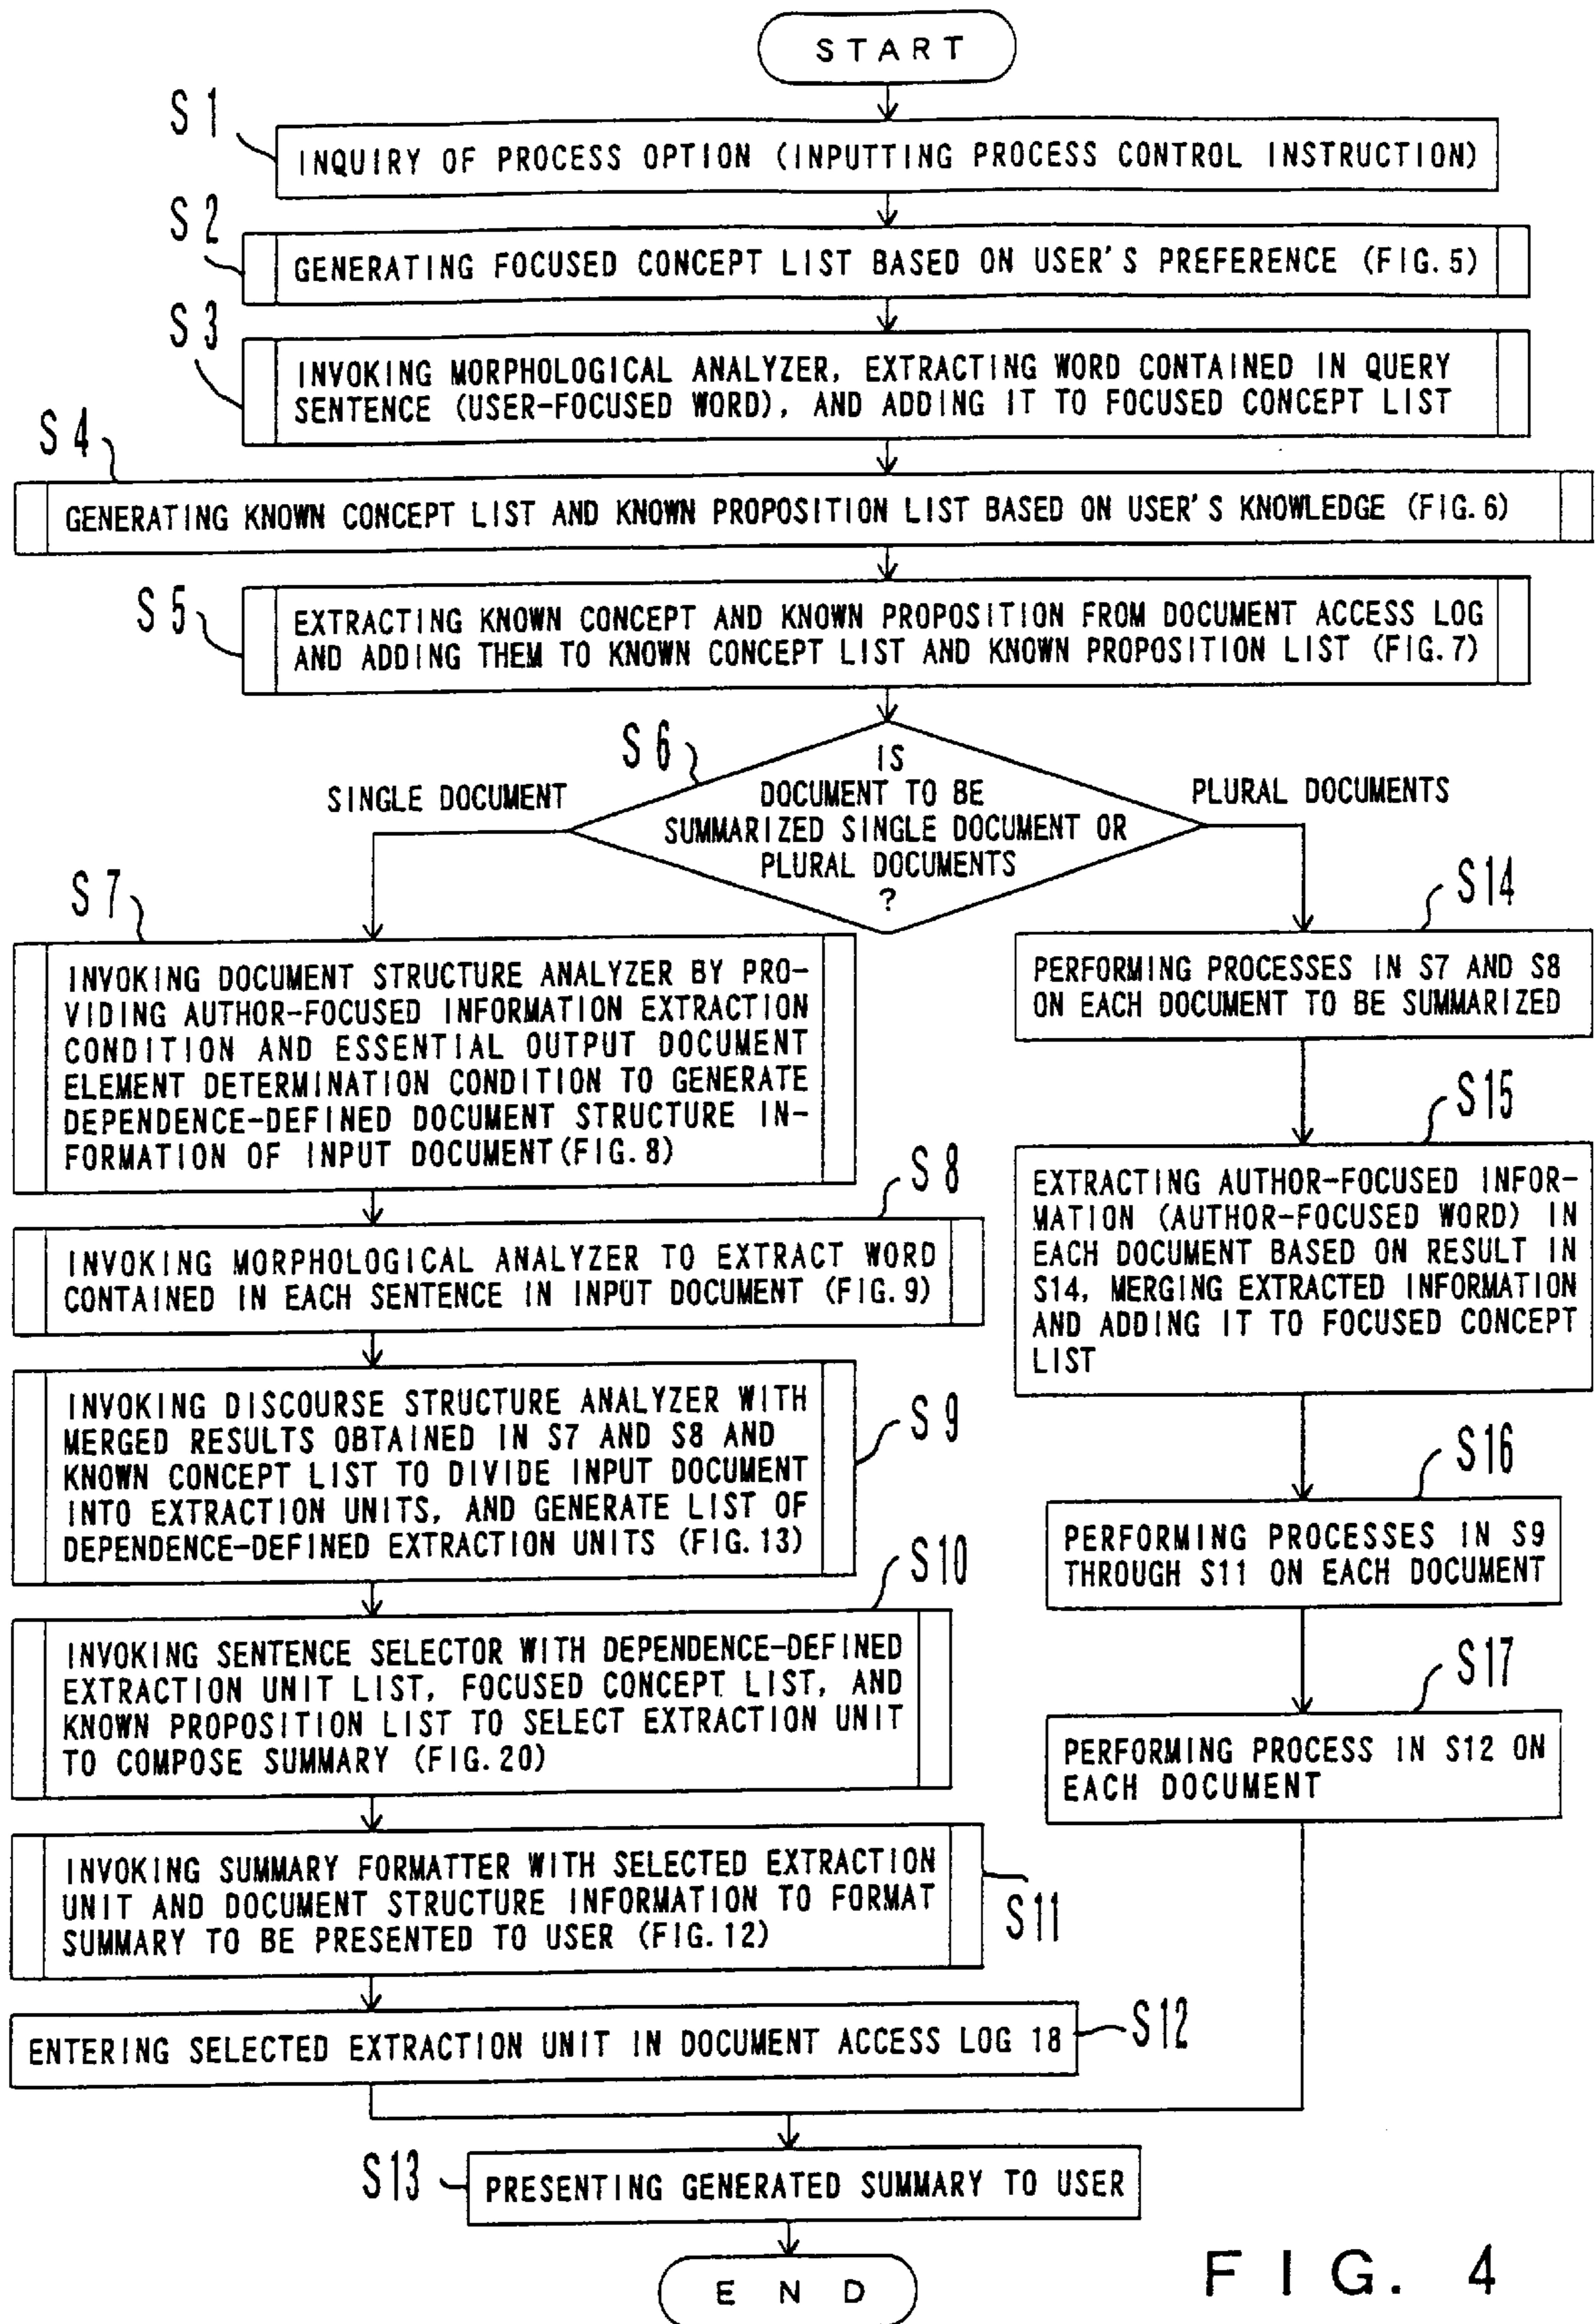 START
S1
INQUIRY OF PROCESS OPTION (INPUTTING PROCESS CONTROL INSTRUCTION)
S2
GENERATING FOCUSED CONCEPT LIST BASED ON USER'S PREFERENCE (FIG. 5)
S3
INVOKING MORPHOLOGICAL ANALYZER, EXTRACTING WORD CONTAINED IN QUERY
SENTENCE (USER-FOCUSED WORD), AND ADDING IT TO FOCUSED CONCEPT LIST
S4
GENERATING KNOWN CONCEPT LIST AND KNOWN PROPOSITION LIST BASED ON USER'S KNOWLEDGE (FIG. 6)
S5
EXTRACTING KNOWN CONCEPT AND KNOWN PROPOSITION FROM DOCUMENT ACCESS LOG
AND ADDING THEM TO KNOWN CONCEPT LIST AND KNOWN PROPOSITION LIST (FIG. 7)
S6
IS
DOCUMENT TO BE
SUMMARIZED SINGLE DOCUMENT OR
PLURAL DOCUMENTS
?
SINGLE DOCUMENT
PLURAL DOCUMENTS
S7
INVOKING DOCUMENT STRUCTURE ANALYZER BY PRO-
VIDING AUTHOR-FOCUSED INFORMATION EXTRACTION
CONDITION AND ESSENTIAL OUTPUT DOCUMENT
ELEMENT DETERMINATION CONDITION TO GENERATE
DEPENDENCE-DEFINED DOCUMENT STRUCTURE IN-
FORMATION OF INPUT DOCUMENT (FIG. 8)
S8
INVOKING MORPHOLOGICAL ANALYZER TO EXTRACT WORD
CONTAINED IN EACH SENTENCE IN INPUT DOCUMENT (FIG. 9)
S9
INVOKING DISCOURSE STRUCTURE ANALYZER WITH
MERGED RESULTS OBTAINED IN S7 AND S8 AND
KNOWN CONCEPT LIST TO DIVIDE INPUT DOCUMENT
INTO EXTRACTION UNITS, AND GENERATE LIST OF
DEPENDENCE-DEFINED EXTRACTION UNITS (FIG. 13)
S10
INVOKING SENTENCE SELECTOR WITH DEPENDENCE-DEFINED
EXTRACTION UNIT LIST, FOCUSED CONCEPT LIST, AND
KNOWN PROPOSITION LIST TO SELECT EXTRACTION UNIT
TO COMPOSE SUMMARY (FIG. 20)
S11
INVOKING SUMMARY FORMATTER WITH SELECTED EXTRACTION
UNIT AND DOCUMENT STRUCTURE INFORMATION TO FORMAT
SUMMARY TO BE PRESENTED TO USER (FIG. 12)
S12
ENTERING SELECTED EXTRACTION UNIT IN DOCUMENT ACCESS LOG 18
S14
PERFORMING PROCESSES IN S7 AND S8
ON EACH DOCUMENT TO BE SUMMARIZED
S15
EXTRACTING AUTHOR-FOCUSED INFOR-
MATION (AUTHOR-FOCUSED WORD) IN
EACH DOCUMENT BASED ON RESULT IN
S14, MERGING EXTRACTED INFORMATION
AND ADDING IT TO FOCUSED CONCEPT
LIST
S16
PERFORMING PROCESSES IN S9
THROUGH S11 ON EACH DOCUMENT
S17
PERFORMING PROCESS IN S12 ON
EACH DOCUMENT
S13
PRESENTING GENERATED SUMMARY TO USER
END
FIG. 4